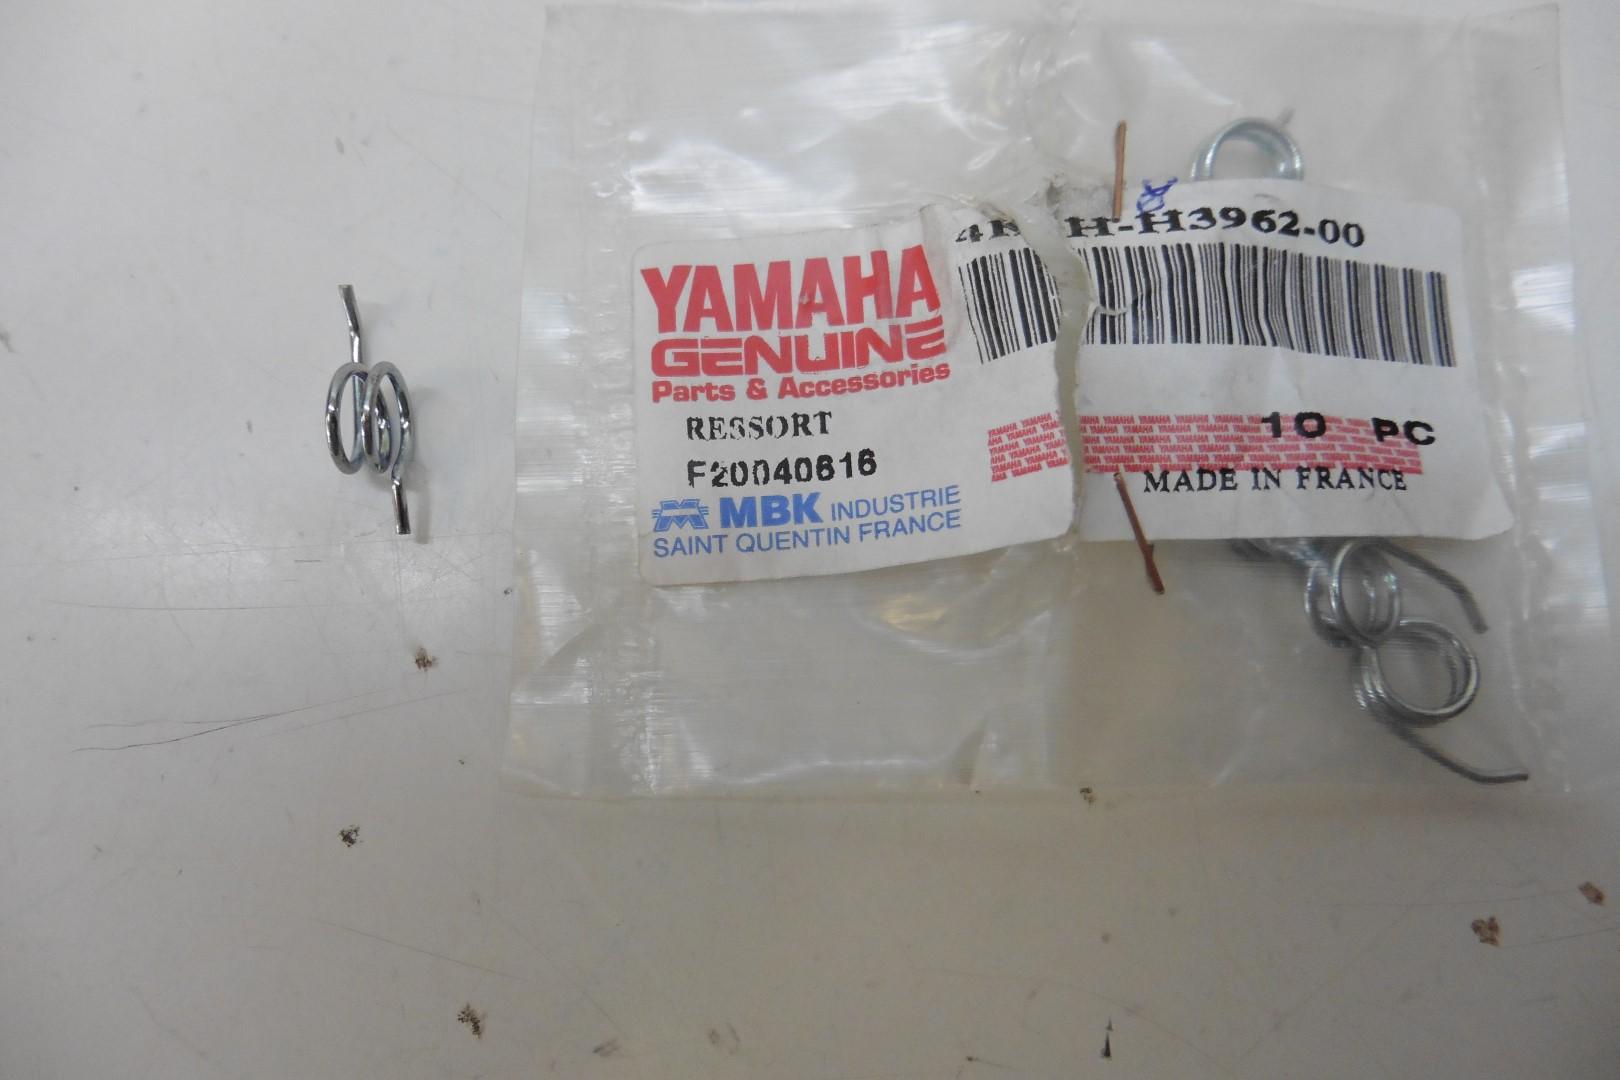 H-H3962-00
YAMAHA
GENUINE
Parts & Accessories
RESSORT
F20040616
10 PC
MADE IN FRANCE
MBK INDUSTRIE
SAINT QUENTIN FRANCE